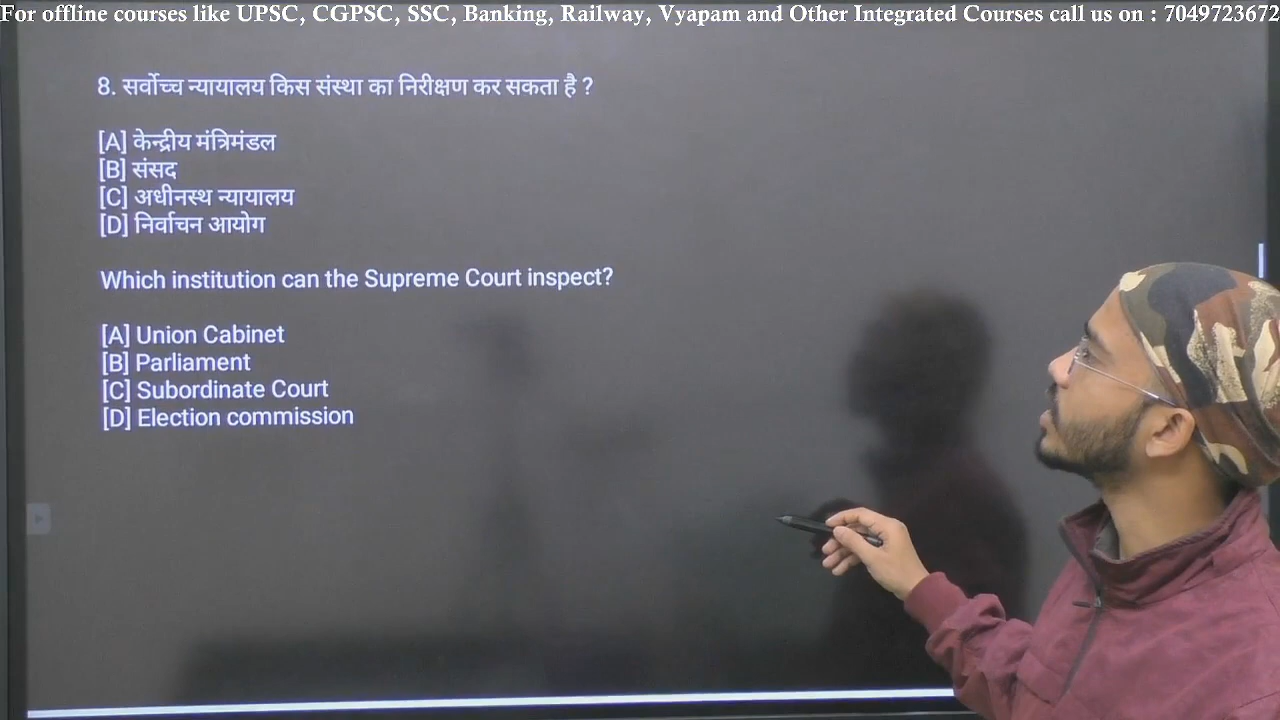 For offline courses like UPSC, CGPSC, SSC, Banking, Railway, Vyapam and Other Integrated Courses call us on : 7049723672
8. सर्वोच्च न्यायालय किस संस्था का निरीक्षण कर सकता है ?
[A] केन्द्रीय मंत्रिमंडल
[B] संसद
[C] अधीनस्थ न्यायालय
[D] निर्वाचन आयोग
Which institution can the Supreme Court inspect?
[A] Union Cabinet
[B] Parliament
[C] Subordinate Court
[D] Election commission